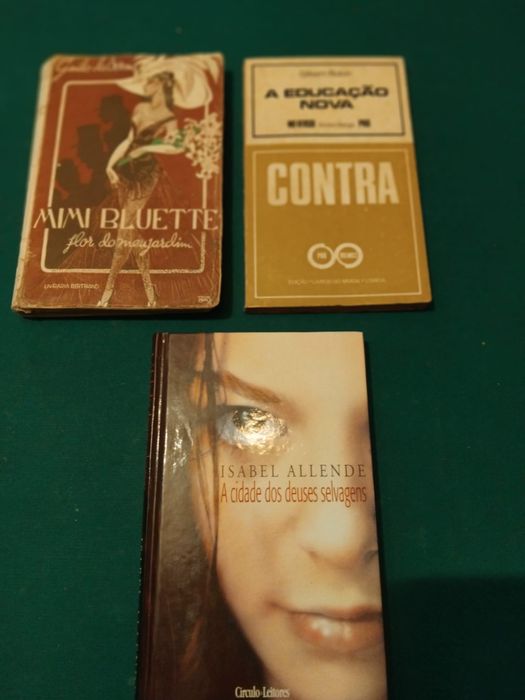 MIMI BLUETTE
flor do meu jardim
LIVRARIA BERTRAND
A EDUCAÇÃO
NOVA
PRÓ
CONTRA
ISABEL ALLENDE
A cidade dos deuses selvagens
Círculo de Leitores